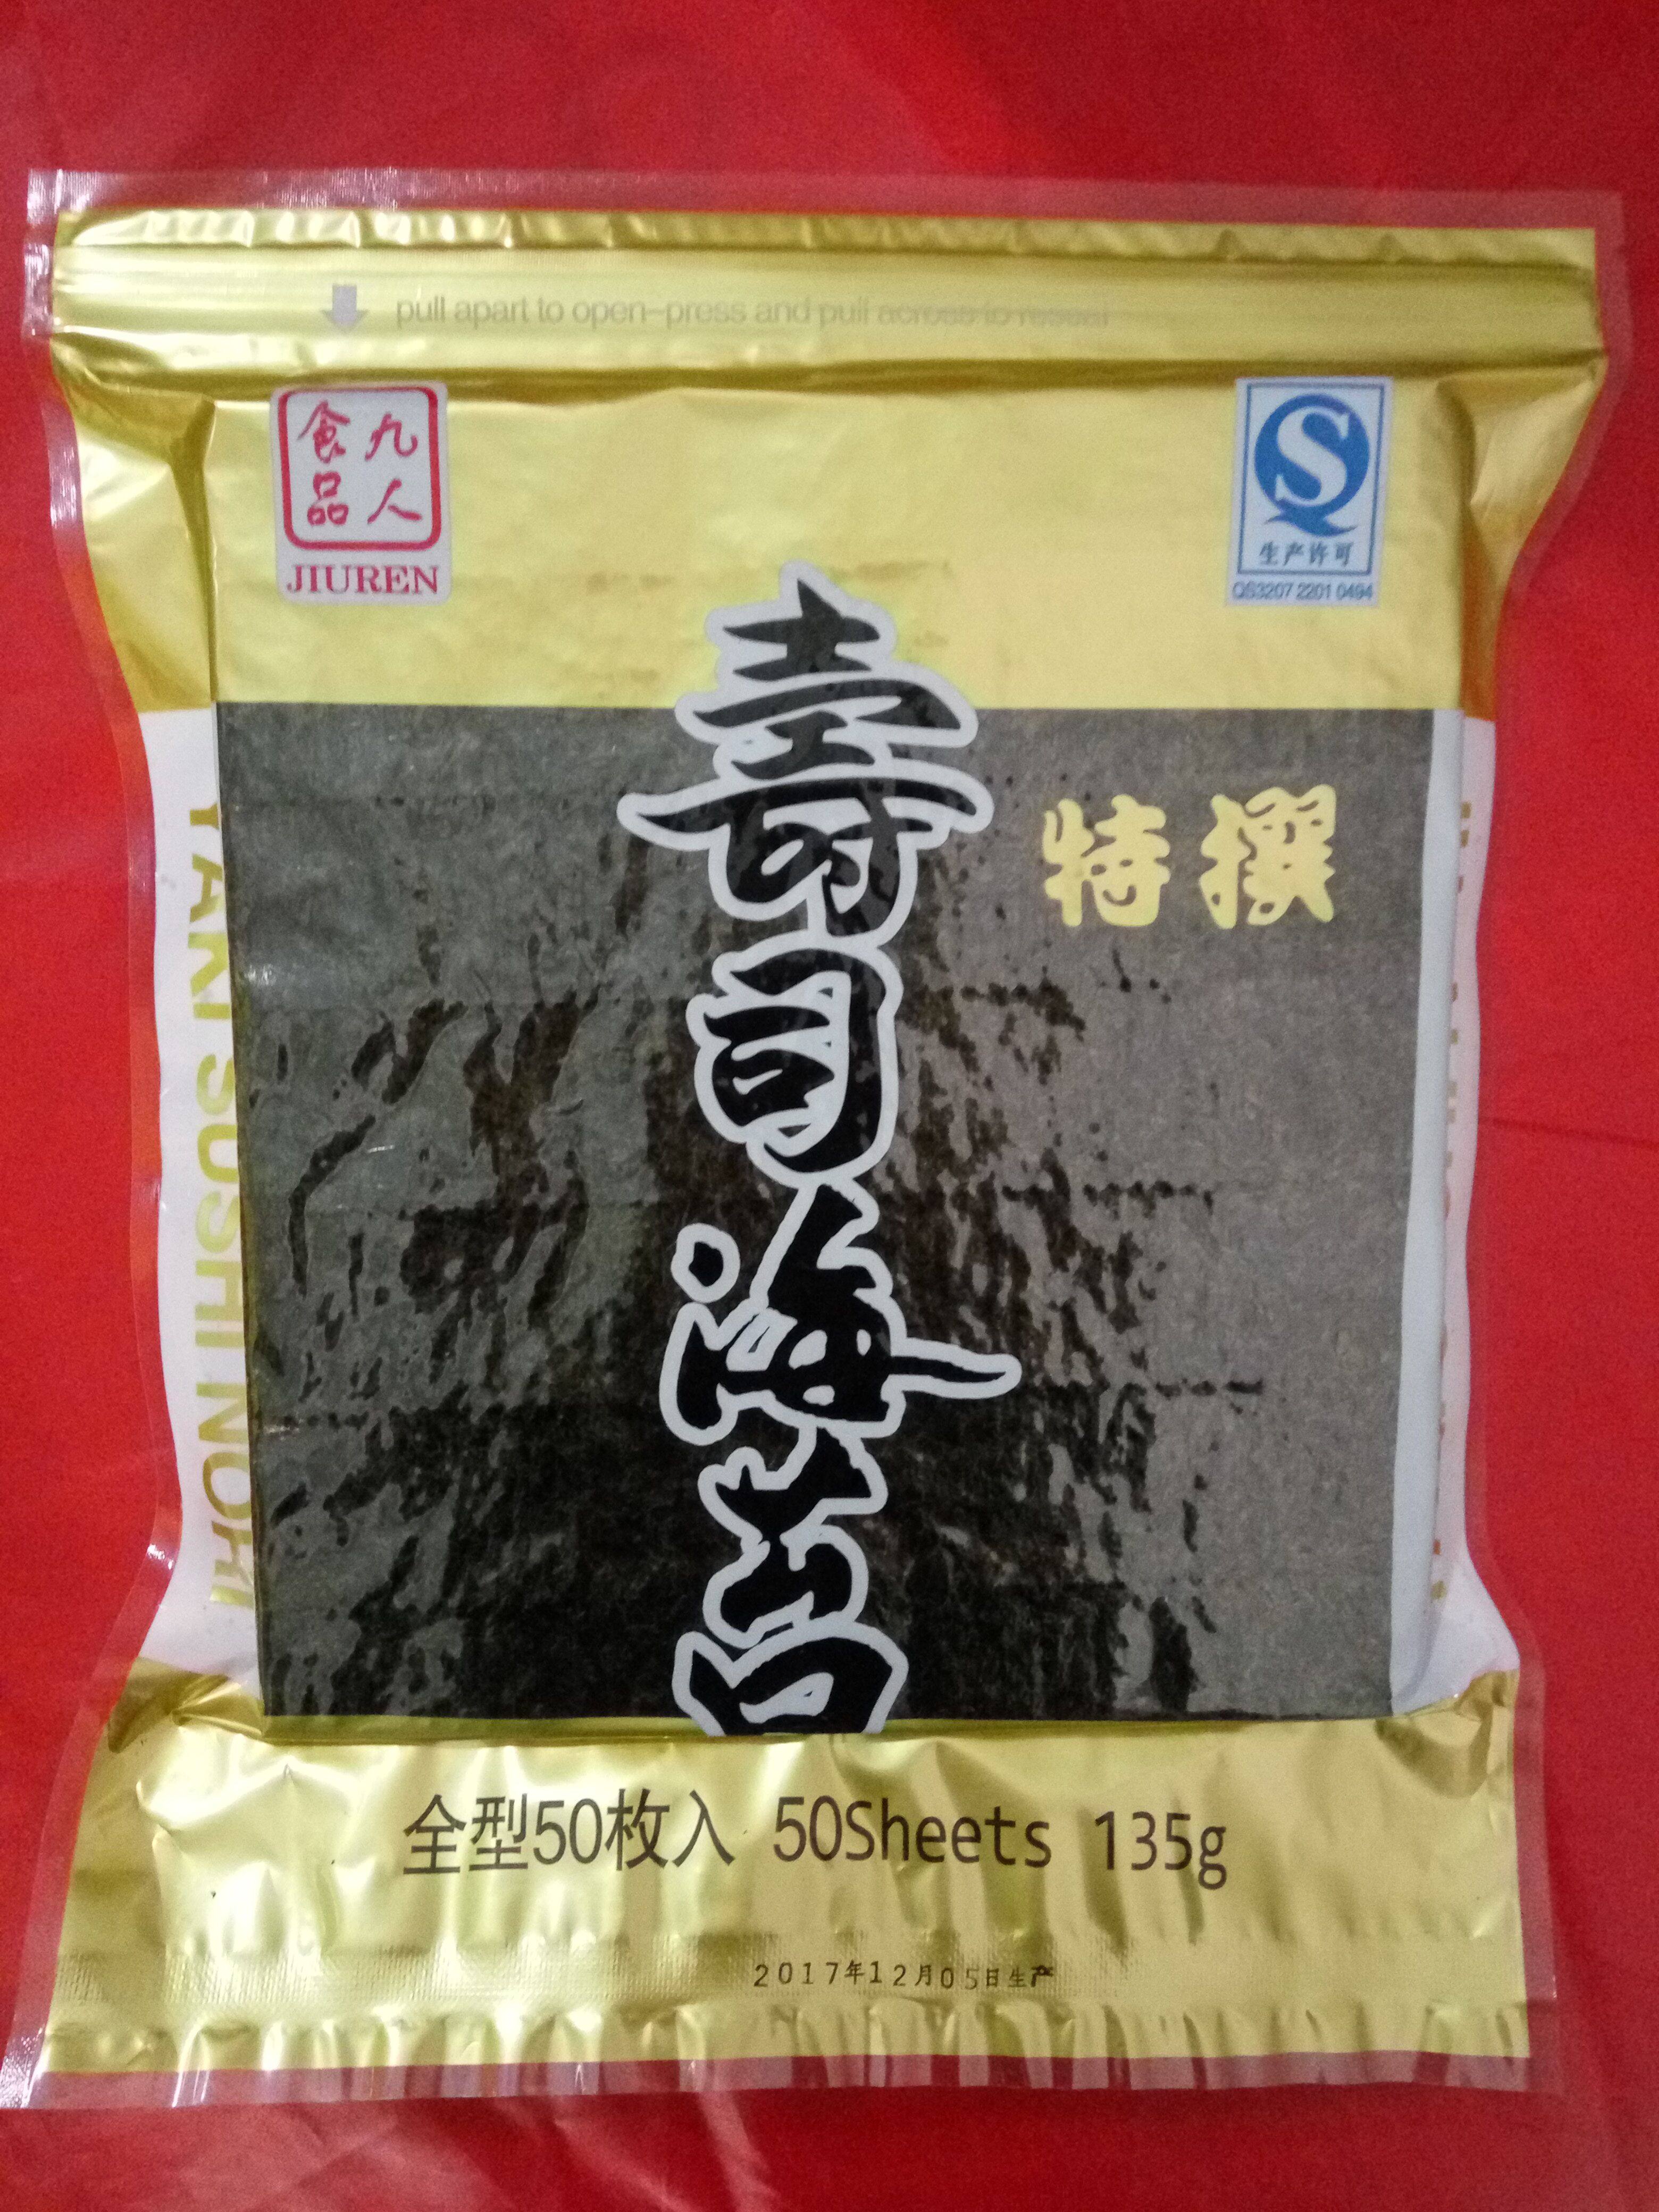 pull apart to open-press and pull across to reseal
九人
食品
JIUREN
生产许可
QS3207 2201 0494
寿司海苔
特撰
YAKI SUSHI NORI
全型50枚入 50Sheets 135g
2017年12月05日生产